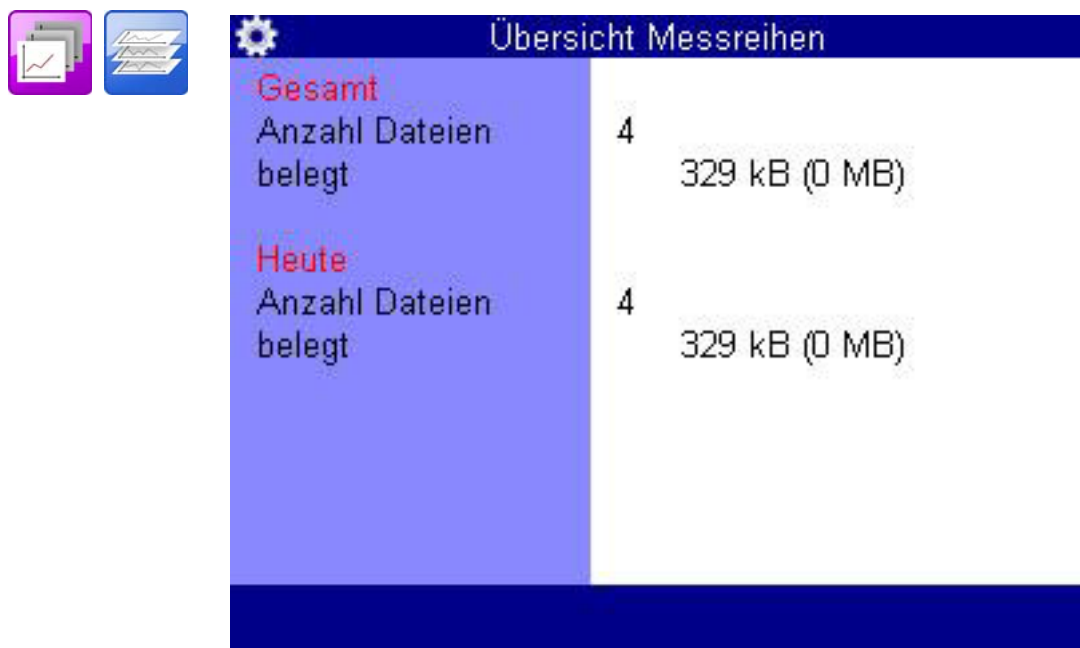 Übersicht Messreihen
Gesamt
Anzahl Dateien 4
belegt 329 kB (0 MB)
Heute
Anzahl Dateien 4
belegt 329 kB (0 MB)